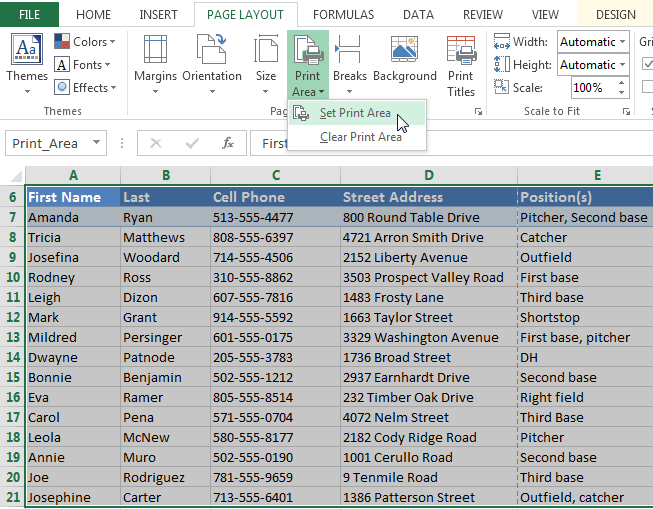 FILE HOME INSERT PAGE LAYOUT FORMULAS DATA REVIEW VIEW DESIGN
Aa Themes
Colors
A Fonts
Effects
Themes
Margins Orientation Size Print Area Breaks Background Print Titles
Width: Automatic
Height: Automatic
Scale: 100%
Scale to Fit
Set Print Area
Clear Print Area
Print_Area fx
A B C D E
6 First Name Last Cell Phone Street Address Position(s)
7 Amanda Ryan 513-555-4477 800 Round Table Drive Pitcher, Second base
8 Tricia Matthews 808-555-6397 4721 Arron Smith Drive Catcher
9 Josefina Woodard 714-555-4506 2152 Liberty Avenue Outfield
10 Rodney Ross 310-555-8862 3503 Prospect Valley Road First base
11 Leigh Dizon 607-555-7816 1483 Frosty Lane Third base
12 Mark Grant 914-555-5592 1663 Taylor Street Shortstop
13 Mildred Persinger 601-555-0175 3329 Washington Avenue First base, pitcher
14 Dwayne Patnode 205-555-3783 1736 Broad Street DH
15 Bonnie Benjamin 502-555-1212 2937 Earnhardt Drive Second base
16 Eva Ramer 805-555-8514 232 Timber Oak Drive Right field
17 Carol Pena 571-555-0704 4072 Nelm Street Third Base
18 Leola McNew 580-555-8177 2182 Cody Ridge Road Pitcher
19 Annie Muro 502-555-0190 1001 Cerullo Road Second base
20 Joe Rodriguez 781-555-9659 9 Tenmile Road Third base
21 Josephine Carter 713-555-6401 1386 Patterson Street Outfield, catcher